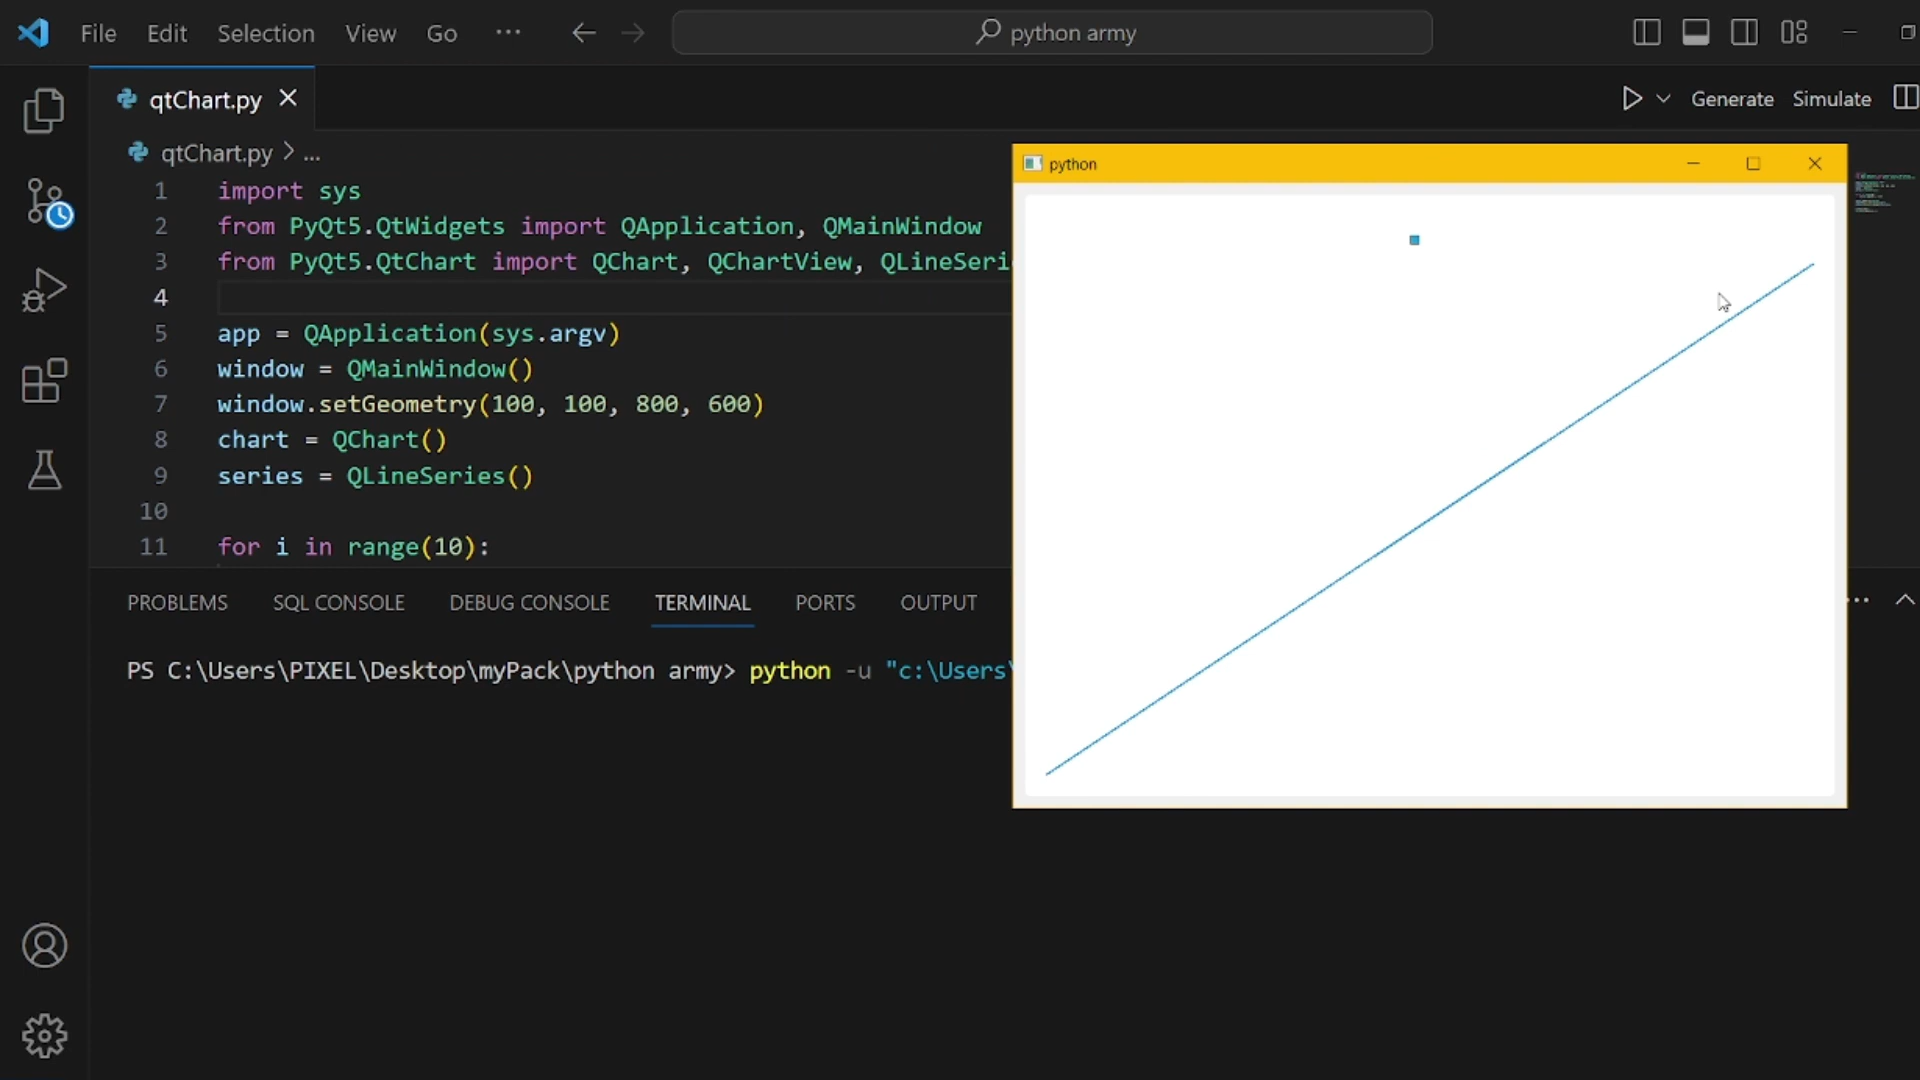 File Edit Selection View Go ... python army
qtChart.py Generate Simulate
qtChart.py > ...
python
1 import sys
2 from PyQt5.QtWidgets import QApplication, QMainWindow
3 from PyQt5.QtChart import QChart, QChartView, QLineSeri
4
5 app = QApplication(sys.argv)
6 window = QMainWindow()
7 window.setGeometry(100, 100, 800, 600)
8 chart = QChart()
9 series = QLineSeries()
10
11 for i in range(10):
PROBLEMS SQL CONSOLE DEBUG CONSOLE TERMINAL PORTS OUTPUT
PS C:\Users\PIXEL\Desktop\myPack\python army> python -u "c:\Users\